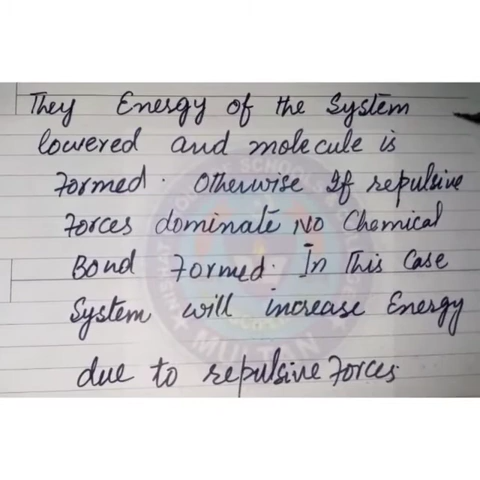 They Energy of the System
lowered and molecule is
Formed. Otherwise If repulsive
Forces dominate No Chemical
Bond Formed. In This Case
System will increase Energy
due to repulsive Forces.
MULTAN